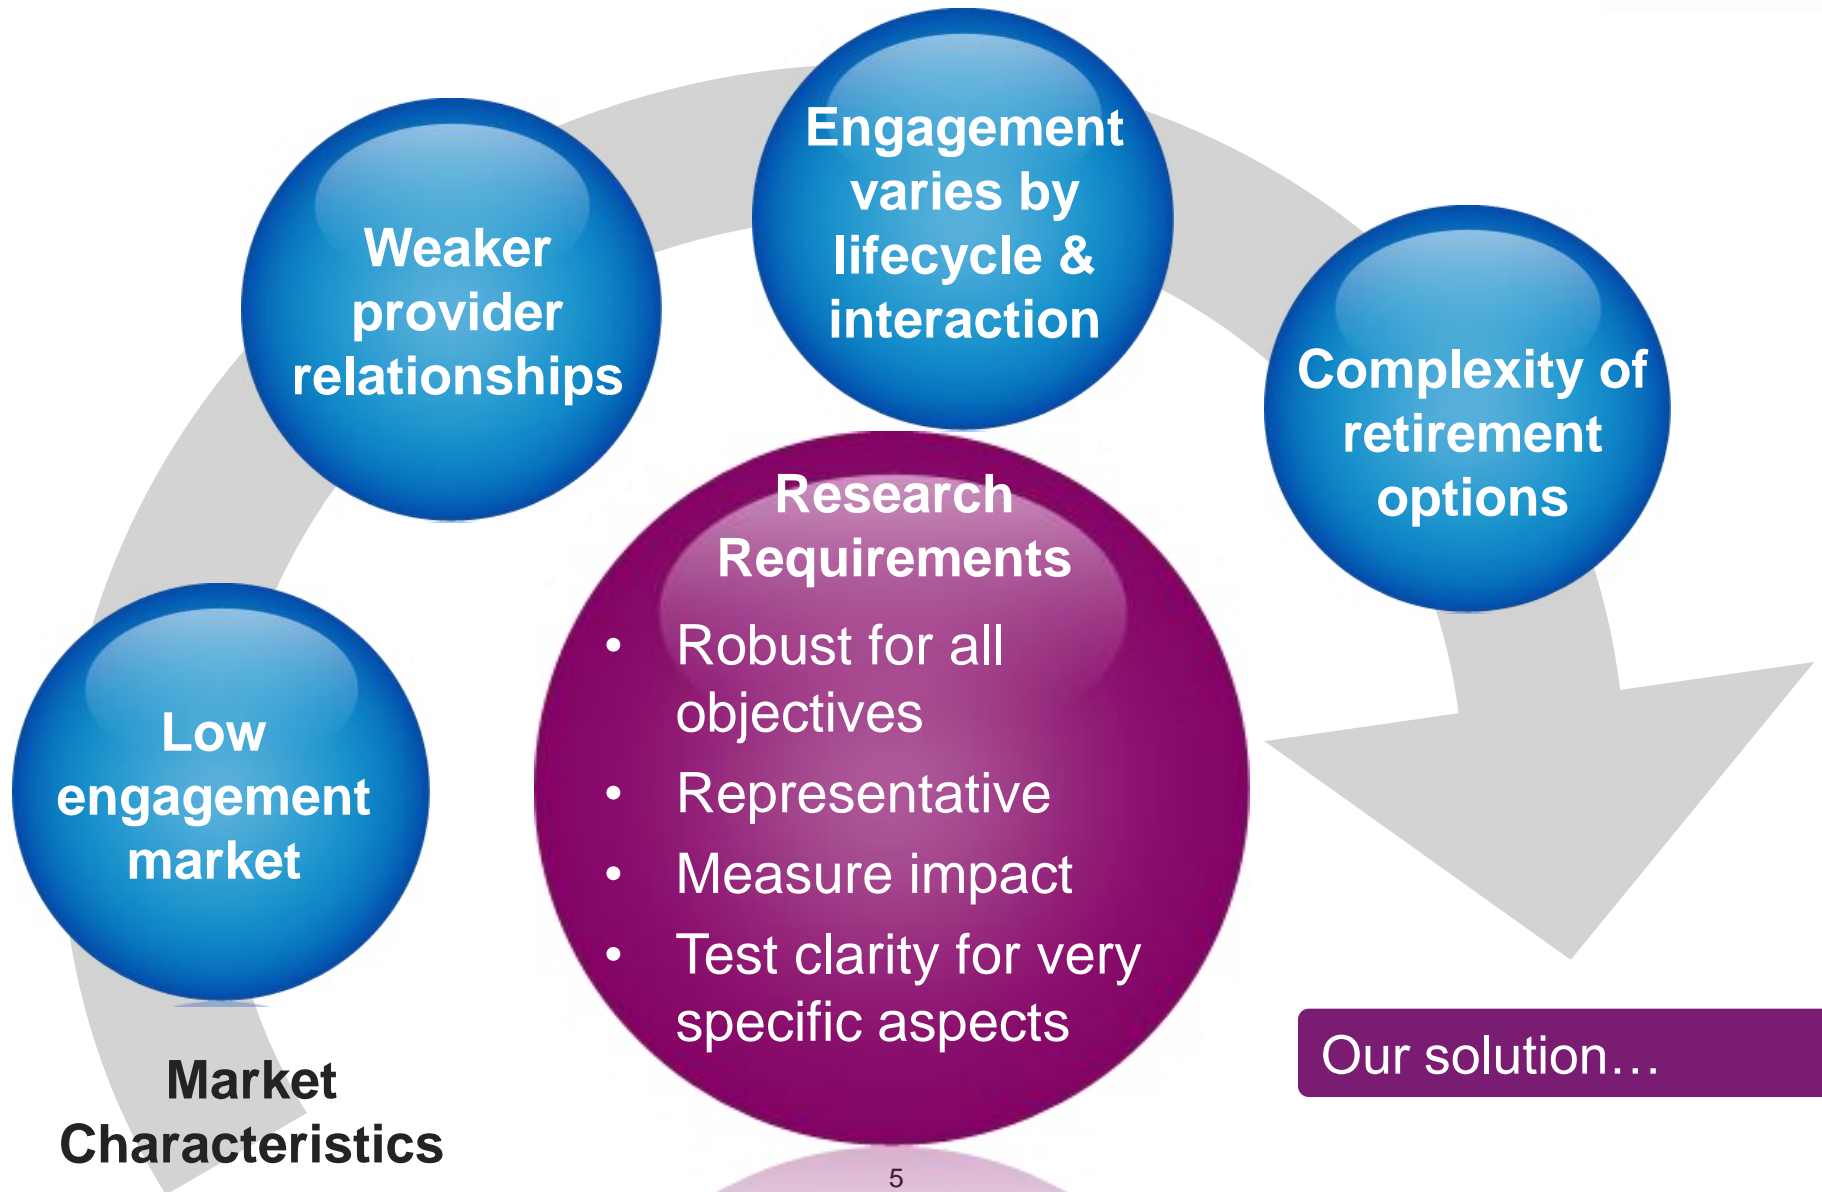 Engagement
varies by
lifecycle &
interaction
Weaker
provider
relationships
Complexity of
retirement
options
Low
engagement
market
Market
Characteristics
Research
Requirements
• Robust for all
objectives
• Representative
• Measure impact
• Test clarity for very
specific aspects
Our solution…
5